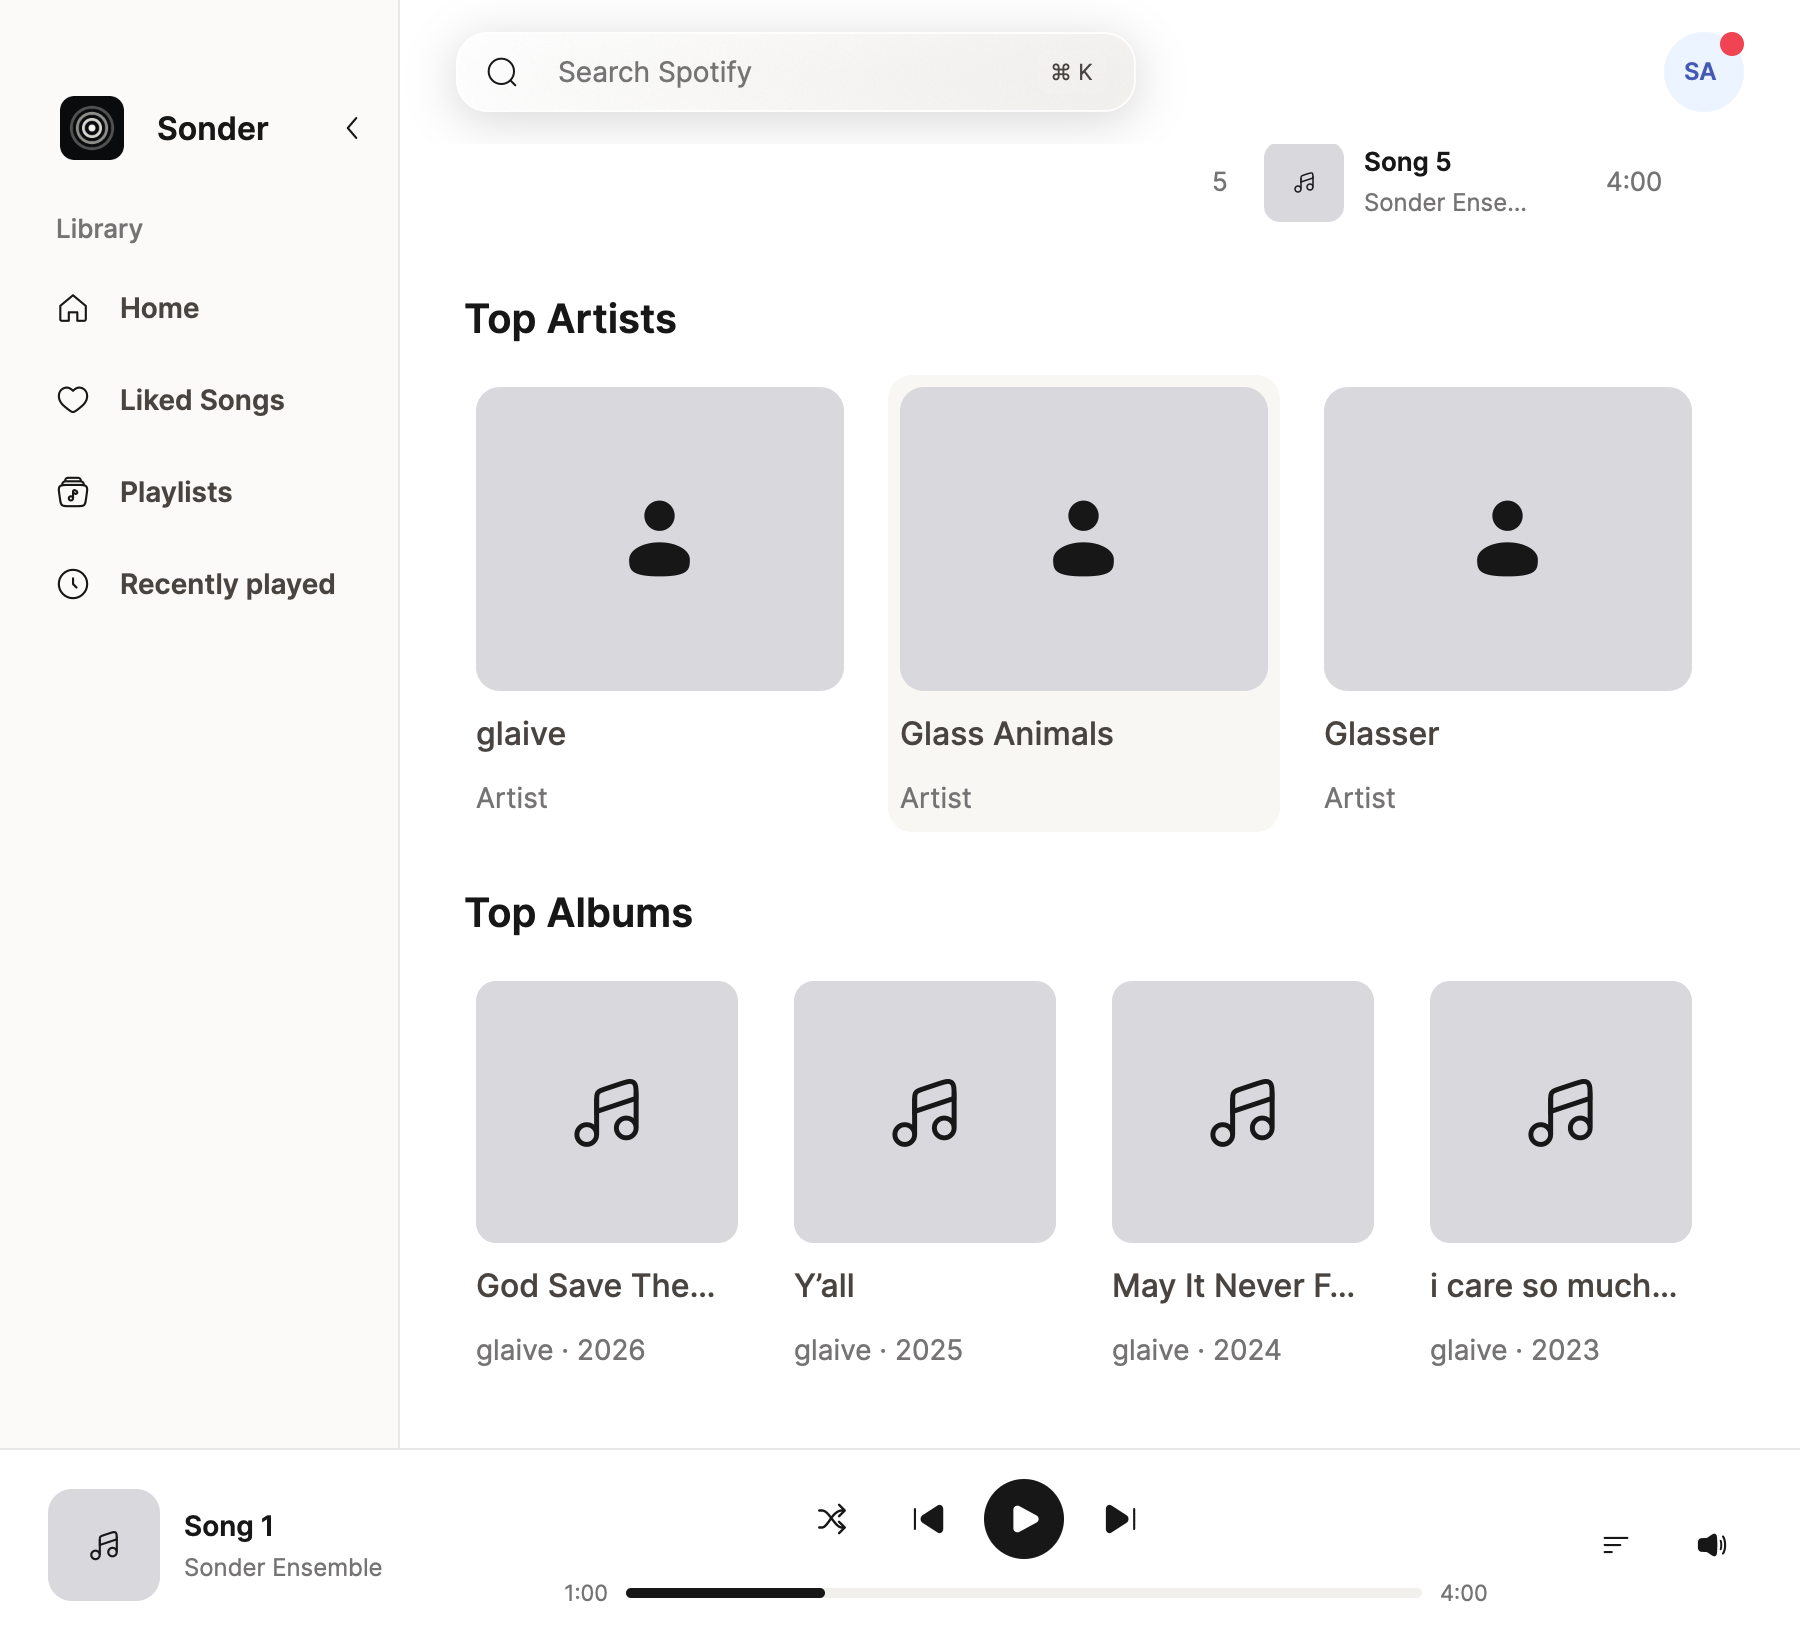 Search Spotify
⌘ K
SA
Sonder
Library
Home
Liked Songs
Playlists
Recently played
5
Song 5
Sonder Ense...
4:00
Top Artists
glaive
Artist
Glass Animals
Artist
Glasser
Artist
Top Albums
God Save The...
glaive · 2026
Y’all
glaive · 2025
May It Never F...
glaive · 2024
i care so much...
glaive · 2023
Song 1
Sonder Ensemble
1:00
4:00